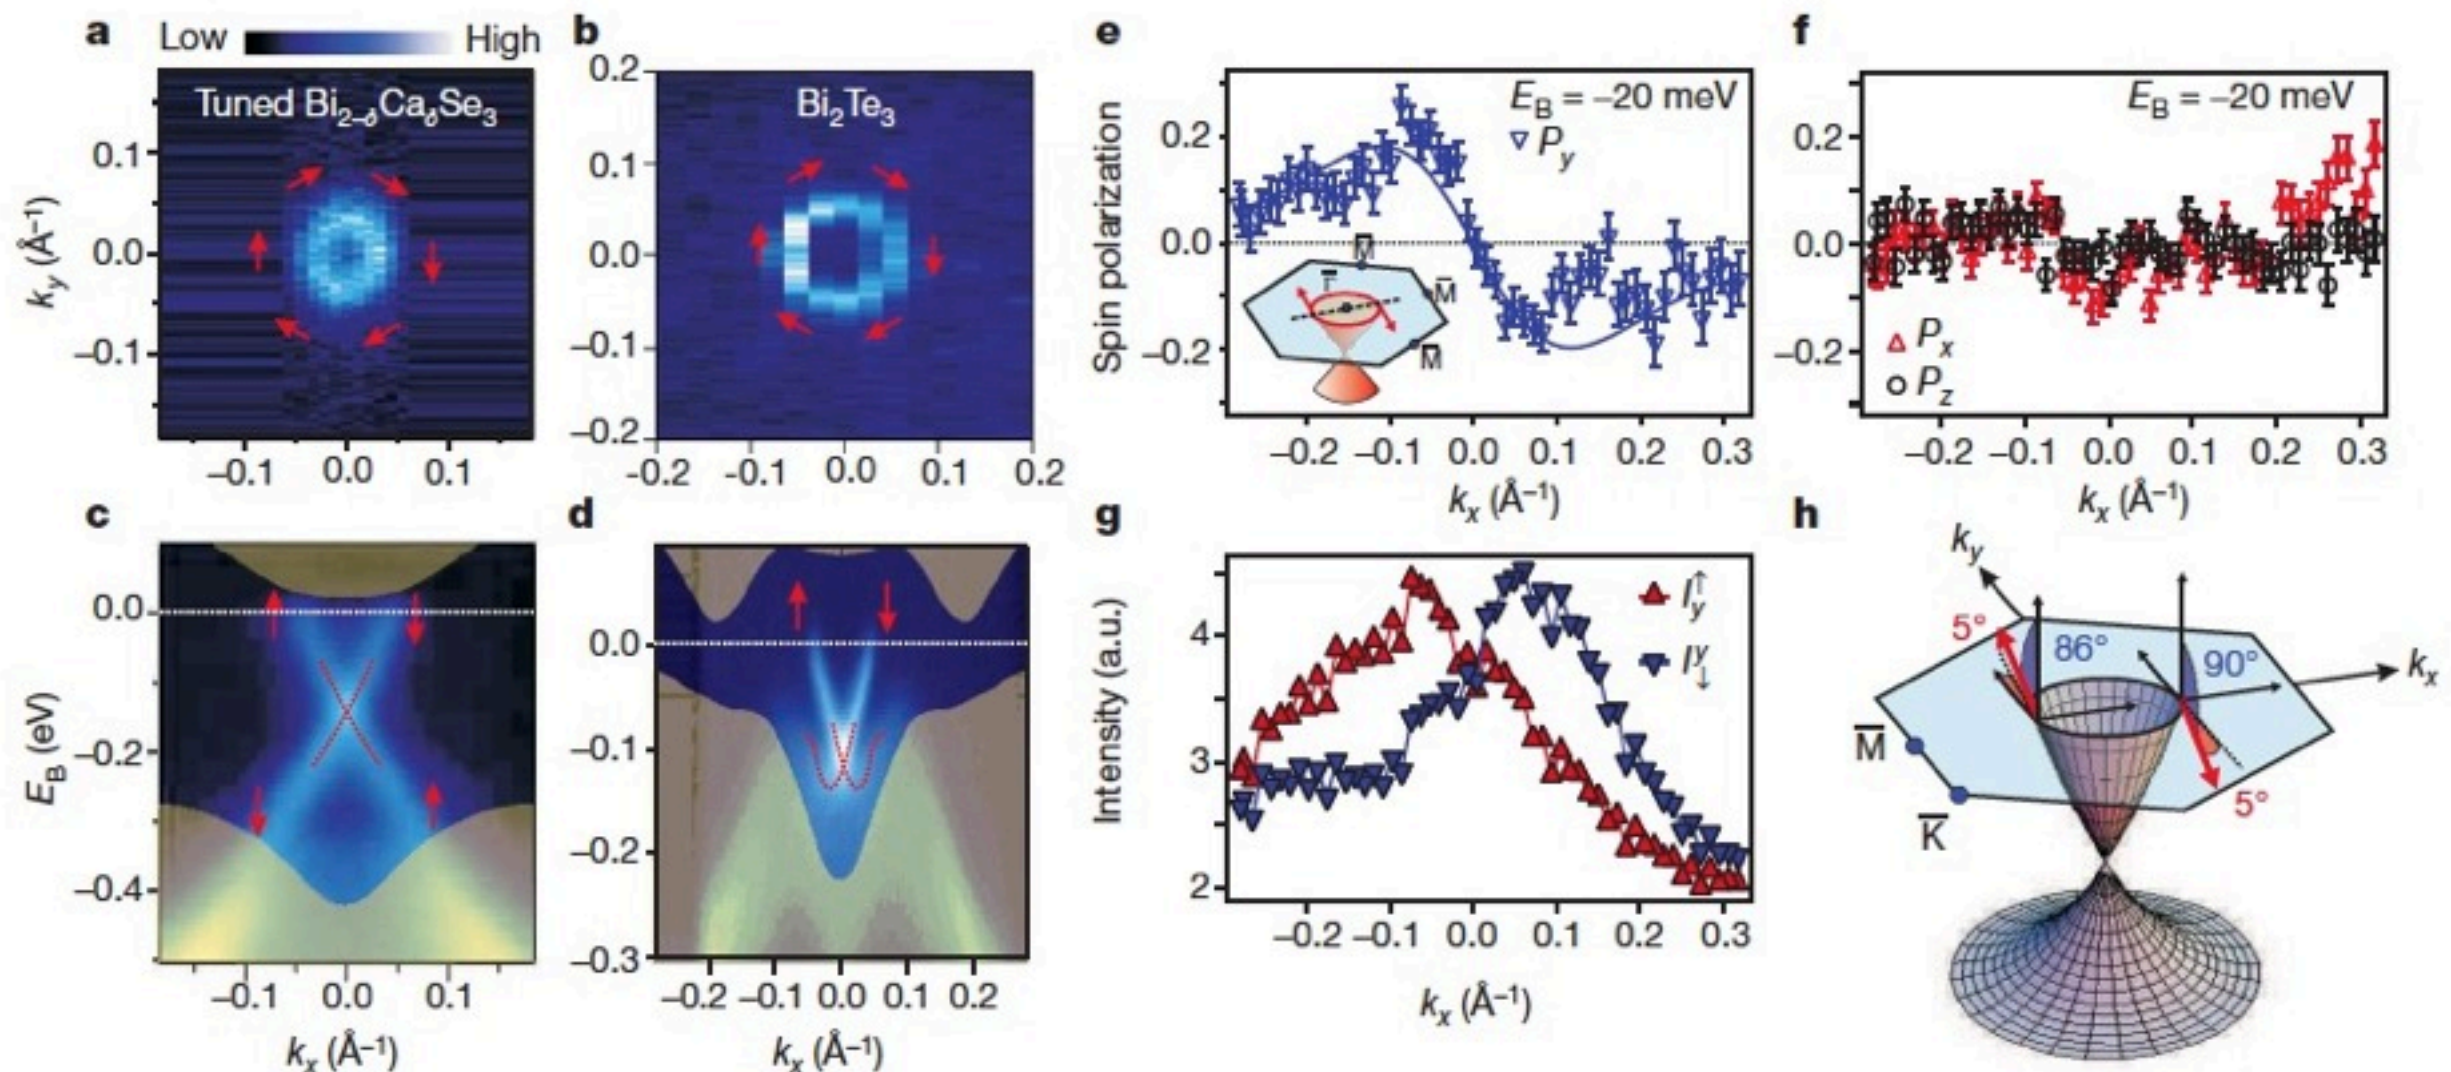 a
Low High
Tuned Bi2–δCaδSe3
0.1
0.0
–0.1
ky (Å–1)
–0.1 0.0 0.1
b
0.2
Bi2Te3
0.1
0.0
–0.1
–0.2
–0.2 –0.1 0.0 0.1 0.2
c
0.0
–0.2
–0.4
EB (eV)
–0.1 0.0 0.1
kx (Å–1)
d
0.0
–0.1
–0.2
–0.3
–0.2 –0.1 0.0 0.1 0.2
kx (Å–1)
e
EB = –20 meV
Py
0.2
0.0
–0.2
Spin polarization
M̅
Γ̅
M̅
M̅
–0.2 –0.1 0.0 0.1 0.2 0.3
kx (Å–1)
f
EB = –20 meV
0.2
0.0
–0.2
Px
Pz
–0.2 –0.1 0.0 0.1 0.2 0.3
kx (Å–1)
g
Iy↑
Iy↓
4
3
2
Intensity (a.u.)
–0.2 –0.1 0.0 0.1 0.2 0.3
kx (Å–1)
h
ky
5°
86°
90°
kx
M̅
K̅
5°